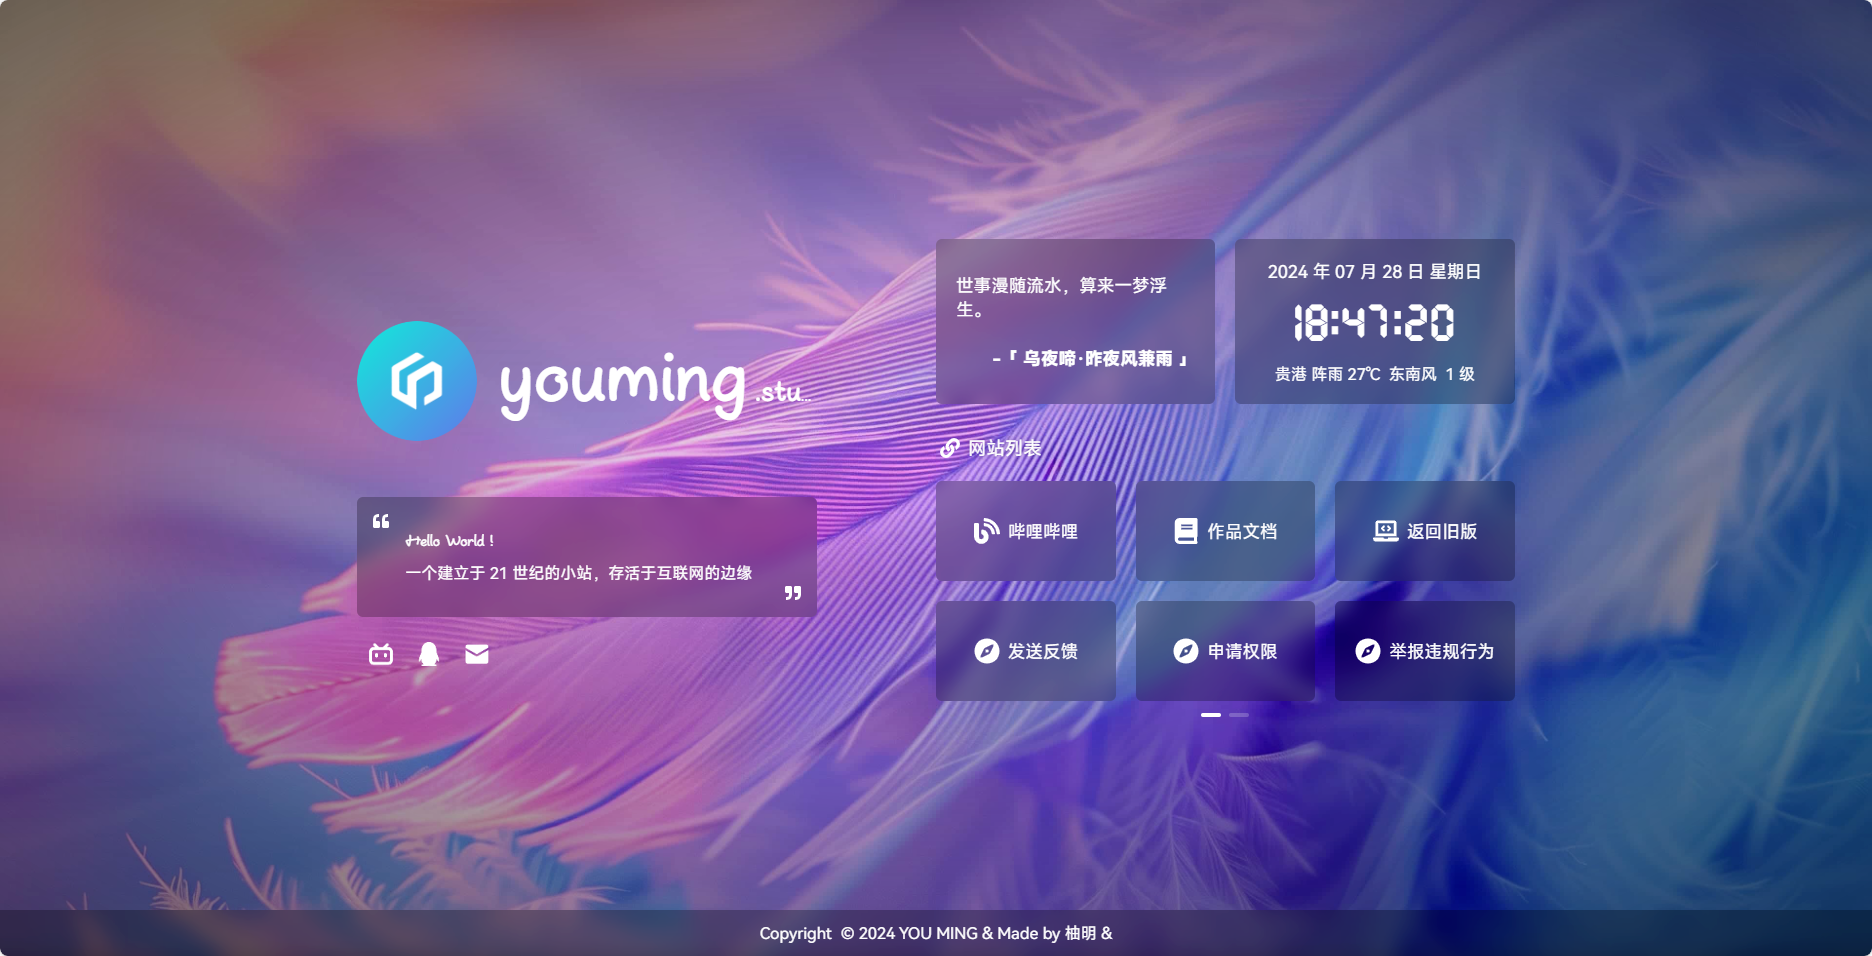 youming.stu...
Hello World !
一个建立于 21 世纪的小站，存活于互联网的边缘
世事漫随流水，算来一梦浮
生。
-「 乌夜啼·昨夜风兼雨 」
2024 年 07 月 28 日 星期日
18:47:20
贵港 阵雨 27℃ 东南风 1 级
网站列表
哔哩哔哩
作品文档
返回旧版
发送反馈
申请权限
举报违规行为
Copyright © 2024 YOU MING & Made by 柚明 &